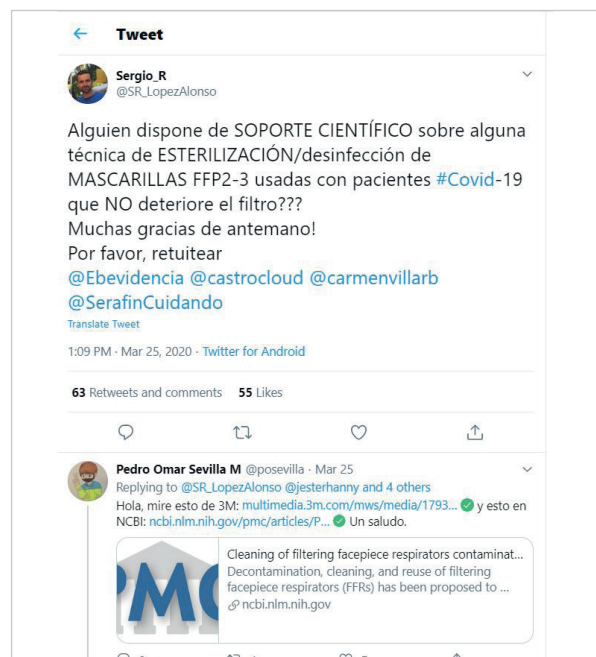 Tweet
Sergio_R
@SR_LopezAlonso
Alguien dispone de SOPORTE CIENTÍFICO sobre alguna
técnica de ESTERILIZACIÓN/desinfección de
MASCARILLAS FFP2-3 usadas con pacientes #Covid-19
que NO deteriore el filtro???
Muchas gracias de antemano!
Por favor, retuitear
@Ebevidencia @castrocloud @carmenvillarb
@SerafinCuidando
Translate Tweet
1:09 PM · Mar 25, 2020 · Twitter for Android
63 Retweets and comments 55 Likes
Pedro Omar Sevilla M @posevilla · Mar 25
Replying to @SR_LopezAlonso @jesterhanny and 4 others
Hola, mire esto de 3M: multimedia.3m.com/mws/media/1793... y esto en
NCBI: ncbi.nlm.nih.gov/pmc/articles/P... Un saludo.
PMC
Cleaning of filtering facepiece respirators contaminat...
Decontamination, cleaning, and reuse of filtering
facepiece respirators (FFRs) has been proposed to ...
ncbi.nlm.nih.gov